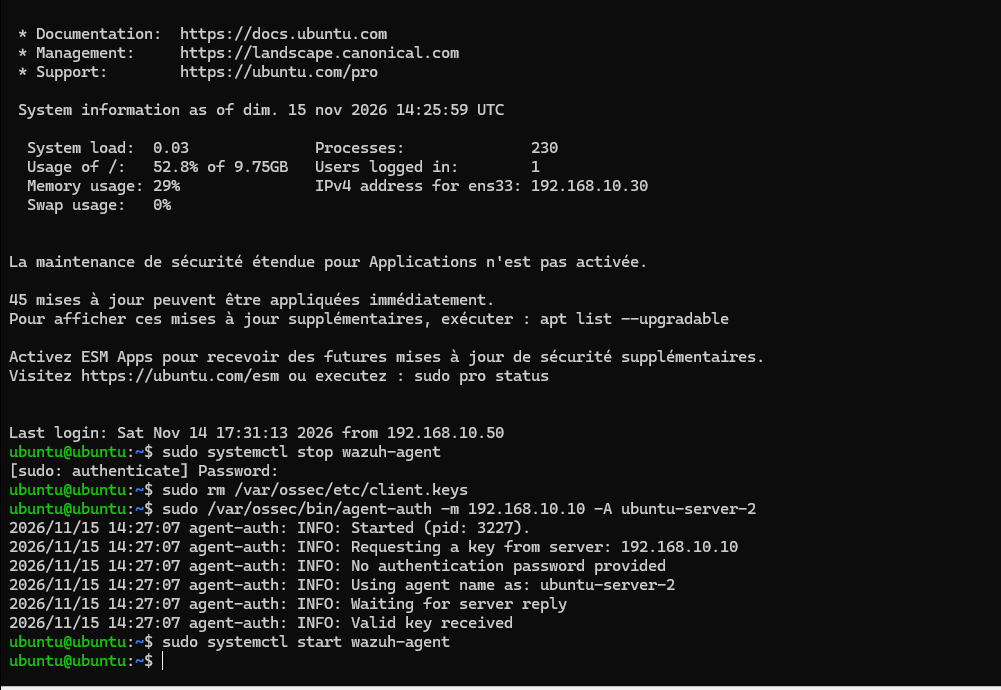 * Documentation:  https://docs.ubuntu.com
* Management:     https://landscape.canonical.com
* Support:        https://ubuntu.com/pro
System information as of dim. 15 nov 2026 14:25:59 UTC
System load:  0.03              Processes:              230
Usage of /:   52.8% of 9.75GB   Users logged in:        1
Memory usage: 29%               IPv4 address for ens33: 192.168.10.30
Swap usage:   0%
La maintenance de sécurité étendue pour Applications n'est pas activée.
45 mises à jour peuvent être appliquées immédiatement.
Pour afficher ces mises à jour supplémentaires, exécuter : apt list --upgradable
Activez ESM Apps pour recevoir des futures mises à jour de sécurité supplémentaires.
Visitez https://ubuntu.com/esm ou executez : sudo pro status
Last login: Sat Nov 14 17:31:13 2026 from 192.168.10.50
ubuntu@ubuntu:~$ sudo systemctl stop wazuh-agent
[sudo: authenticate] Password:
ubuntu@ubuntu:~$ sudo rm /var/ossec/etc/client.keys
ubuntu@ubuntu:~$ sudo /var/ossec/bin/agent-auth -m 192.168.10.10 -A ubuntu-server-2
2026/11/15 14:27:07 agent-auth: INFO: Started (pid: 3227).
2026/11/15 14:27:07 agent-auth: INFO: Requesting a key from server: 192.168.10.10
2026/11/15 14:27:07 agent-auth: INFO: No authentication password provided
2026/11/15 14:27:07 agent-auth: INFO: Using agent name as: ubuntu-server-2
2026/11/15 14:27:07 agent-auth: INFO: Waiting for server reply
2026/11/15 14:27:07 agent-auth: INFO: Valid key received
ubuntu@ubuntu:~$ sudo systemctl start wazuh-agent
ubuntu@ubuntu:~$